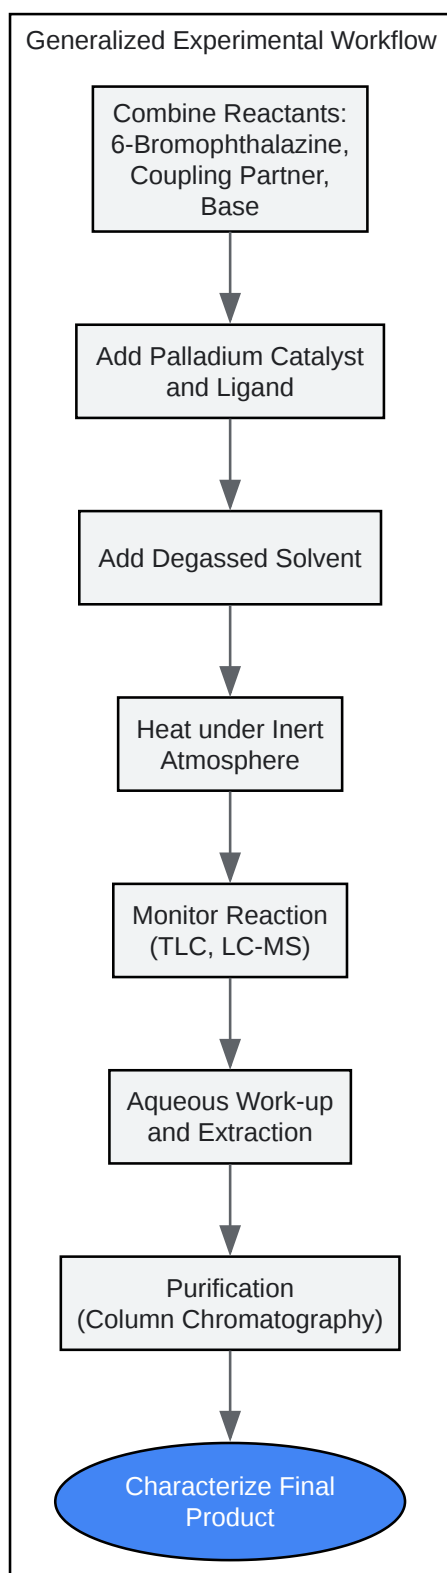 Generalized Experimental Workflow
Combine Reactants:
6-Bromophthalazine,
Coupling Partner,
Base
Add Palladium Catalyst
and Ligand
Add Degassed Solvent
Heat under Inert
Atmosphere
Monitor Reaction
(TLC, LC-MS)
Aqueous Work-up
and Extraction
Purification
(Column Chromatography)
Characterize Final
Product